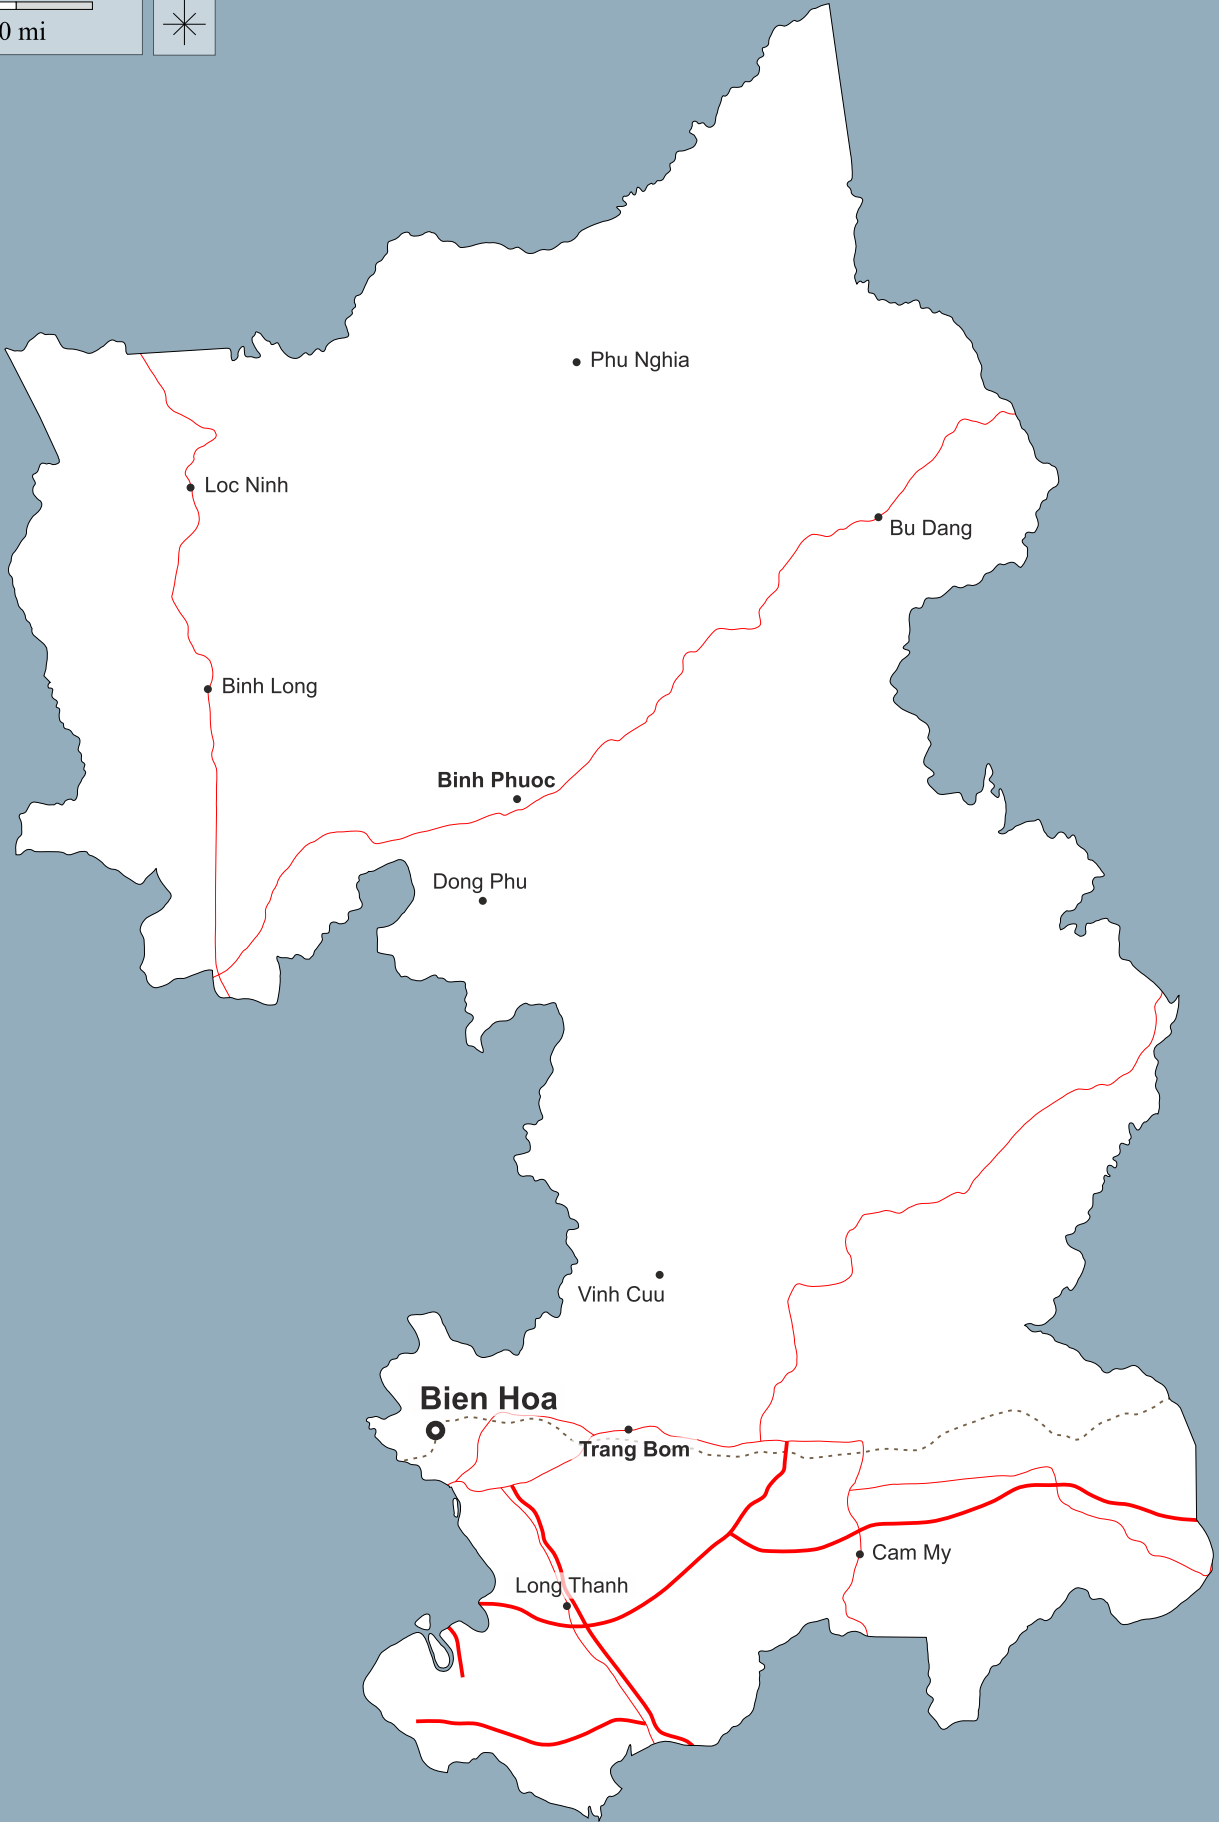 0 mi
Phu Nghia
Loc Ninh
Bu Dang
Binh Long
Binh Phuoc
Dong Phu
Vinh Cuu
Bien Hoa
Trang Bom
Cam My
Long Thanh